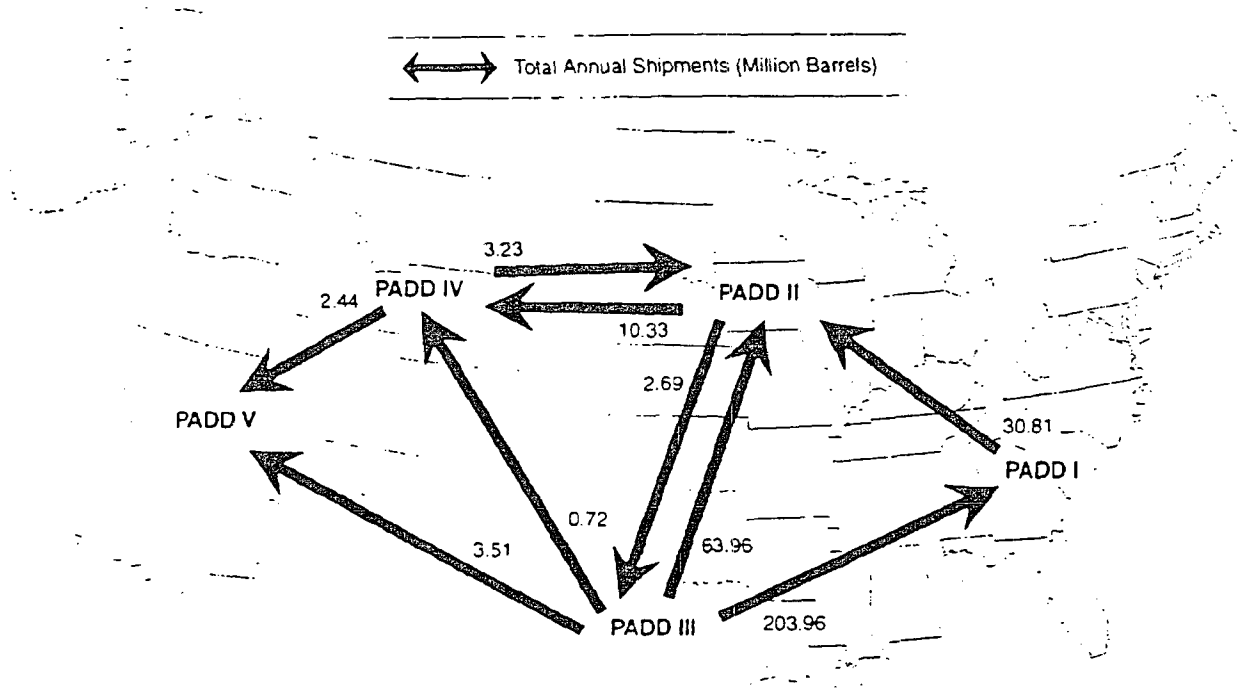 Total Annual Shipments (Million Barrels)
3.23
PADD IV
PADD II
2.44
10.33
2.69
PADD V
30.81
PADD I
0.72
3.51
63.96
PADD III
203.96